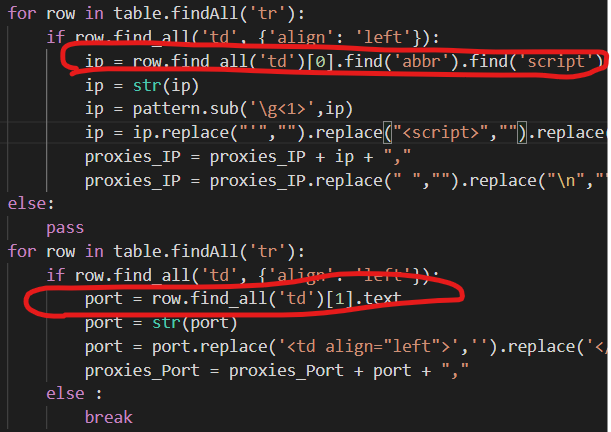 for row in table.findAll('tr'):
    if row.find_all('td', {'align': 'left'}):
        ip = row.find_all('td')[0].find('abbr').find('script')
        ip = str(ip)
        ip = pattern.sub('\g<1>',ip)
        ip = ip.replace("'","").replace("<script>","").replace(
        proxies_IP = proxies_IP + ip + ","
        proxies_IP = proxies_IP.replace(" ","").replace("\n",""
else:
    pass
for row in table.findAll('tr'):
    if row.find_all('td', {'align': 'left'}):
        port = row.find_all('td')[1].text
        port = str(port)
        port = port.replace('<td align="left">','').replace('</
        proxies_Port = proxies_Port + port + ","
    else :
        break